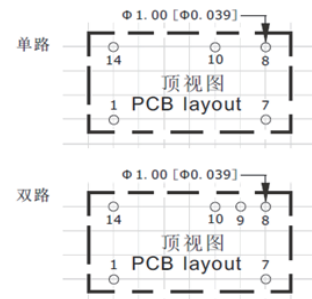 Φ1.00 [Φ0.039]
单路
14 10 8
顶视图
1 PCB layout 7
Φ1.00 [Φ0.039]
双路
14 10 9 8
顶视图
1 PCB layout 7